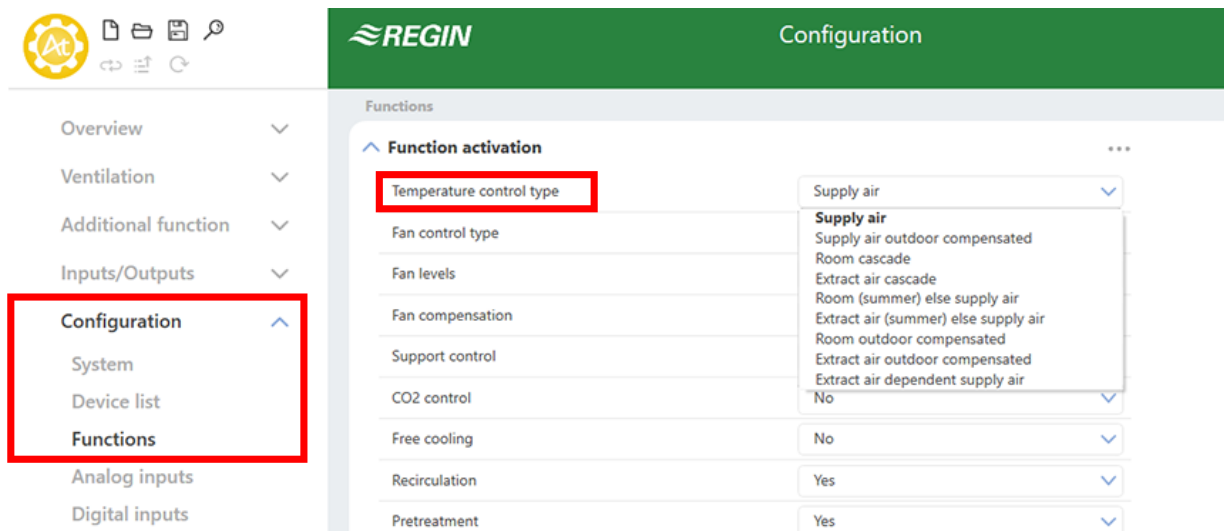 At
REGIN
Configuration
Overview
Ventilation
Additional function
Inputs/Outputs
Configuration
System
Device list
Functions
Analog inputs
Digital inputs
Functions
Function activation
Temperature control type
Supply air
Supply air
Supply air outdoor compensated
Room cascade
Extract air cascade
Room (summer) else supply air
Extract air (summer) else supply air
Room outdoor compensated
Extract air outdoor compensated
Extract air dependent supply air
Fan control type
Fan levels
Fan compensation
Support control
CO2 control No
Free cooling No
Recirculation Yes
Pretreatment Yes